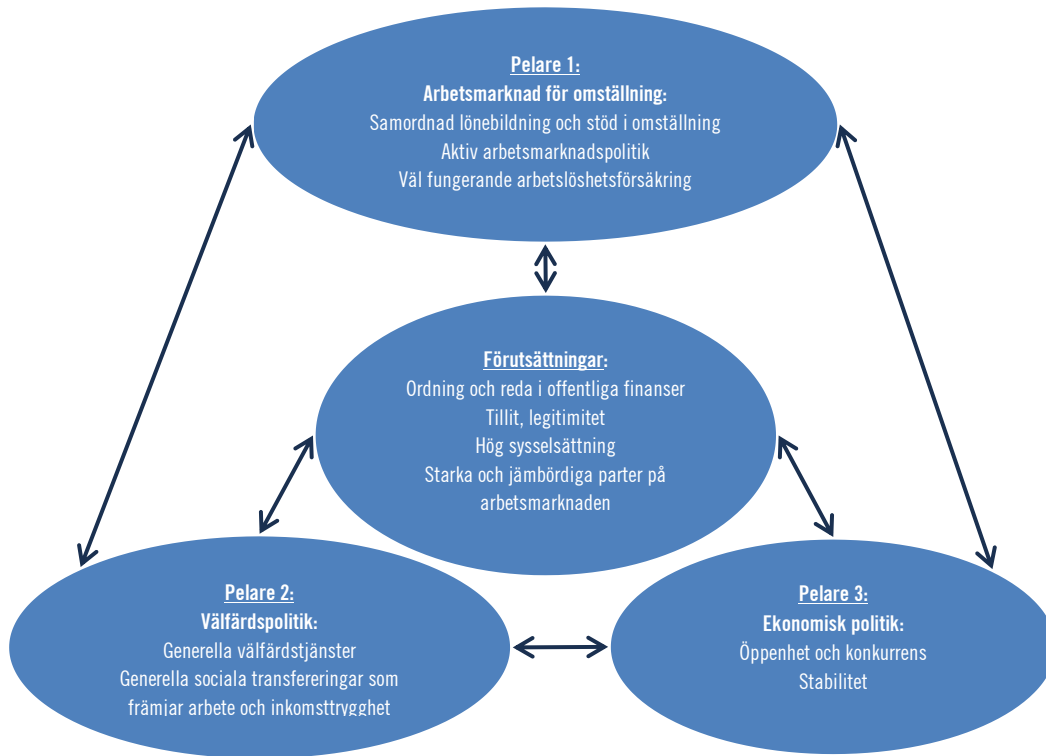 Pelare 1:
Arbetsmarknad för omställning:
Samordnad lönebildning och stöd i omställning
Aktiv arbetsmarknadspolitik
Väl fungerande arbetslöshetsförsäkring
Förutsättningar:
Ordning och reda i offentliga finanser
Tillit, legitimitet
Hög sysselsättning
Starka och jämbördiga parter på
arbetsmarknaden
Pelare 2:
Välfärdspolitik:
Generella välfärdstjänster
Generella sociala transfereringar som
främjar arbete och inkomsttrygghet
Pelare 3:
Ekonomisk politik:
Öppenhet och konkurrens
Stabilitet